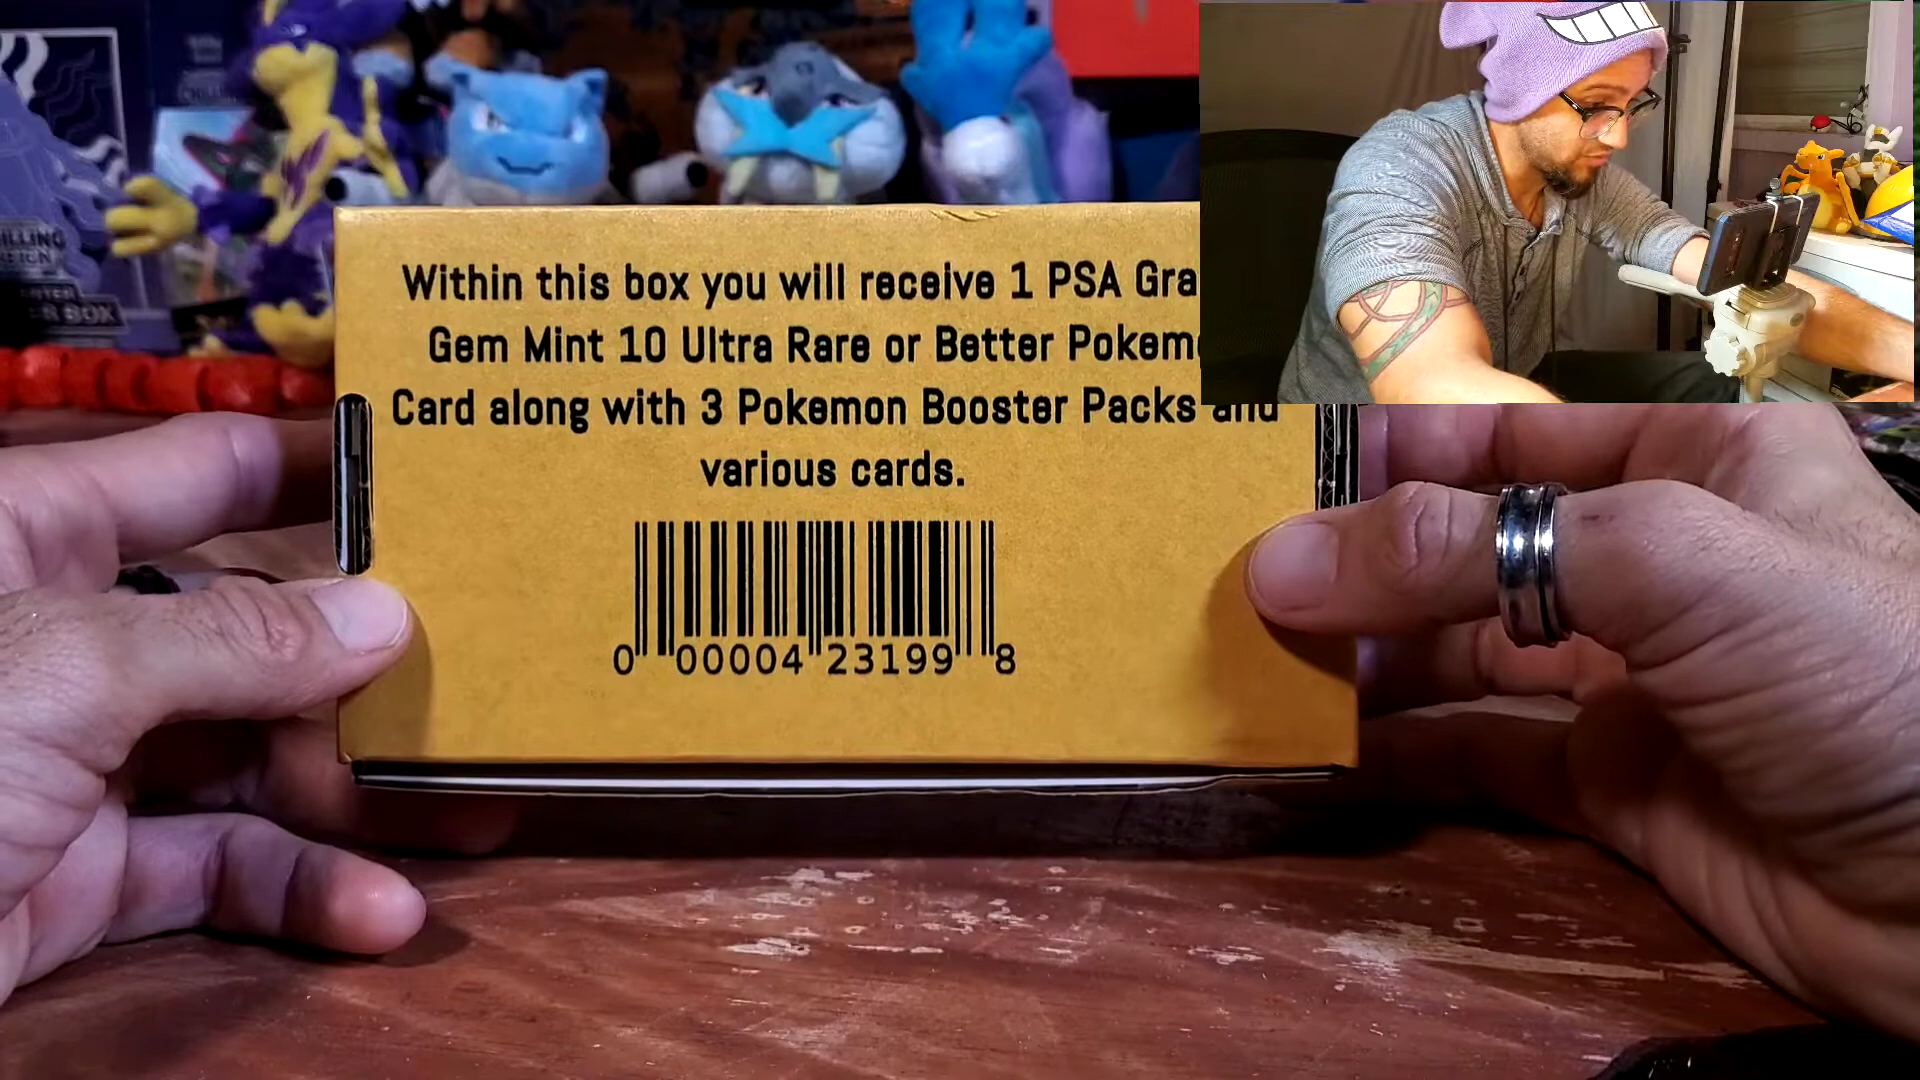 Within this box you will receive 1 PSA Gra
Gem Mint 10 Ultra Rare or Better Pokem
Card along with 3 Pokemon Booster Packs and
various cards.
0 00004 23199 8